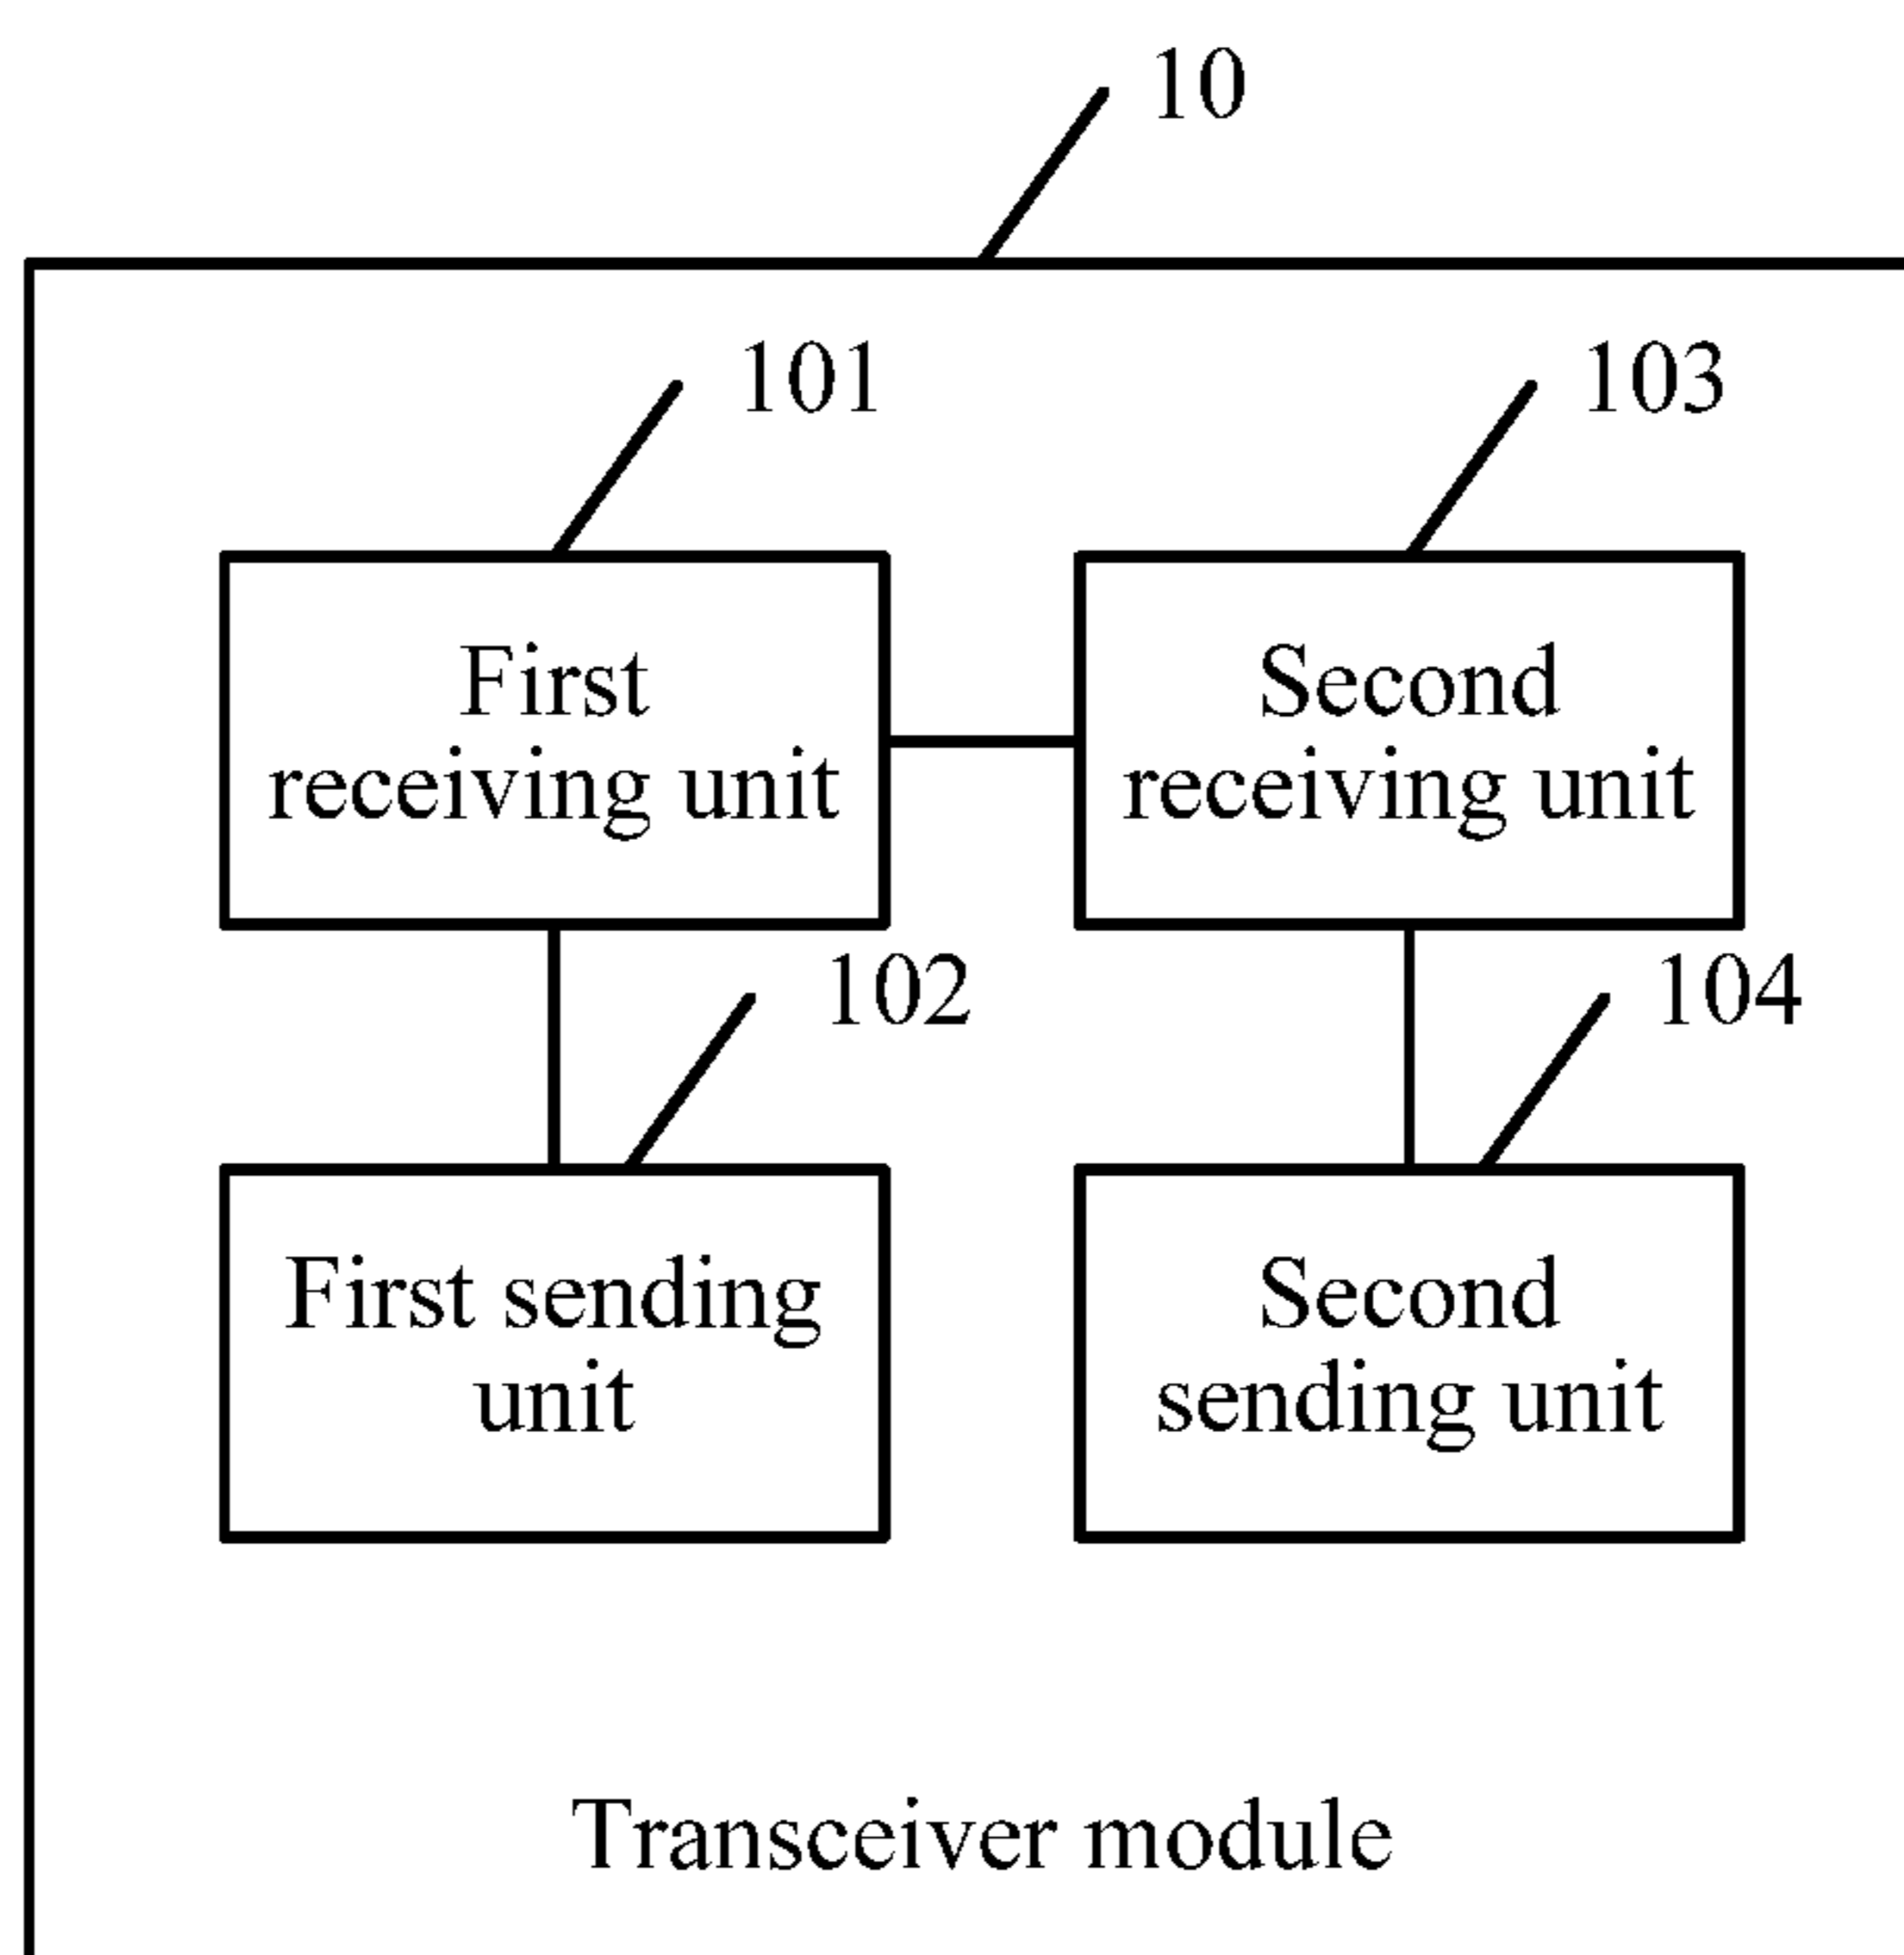 10
101
103
First
receiving unit
Second
receiving unit
102
104
First sending
unit
Second
sending unit
Transceiver module